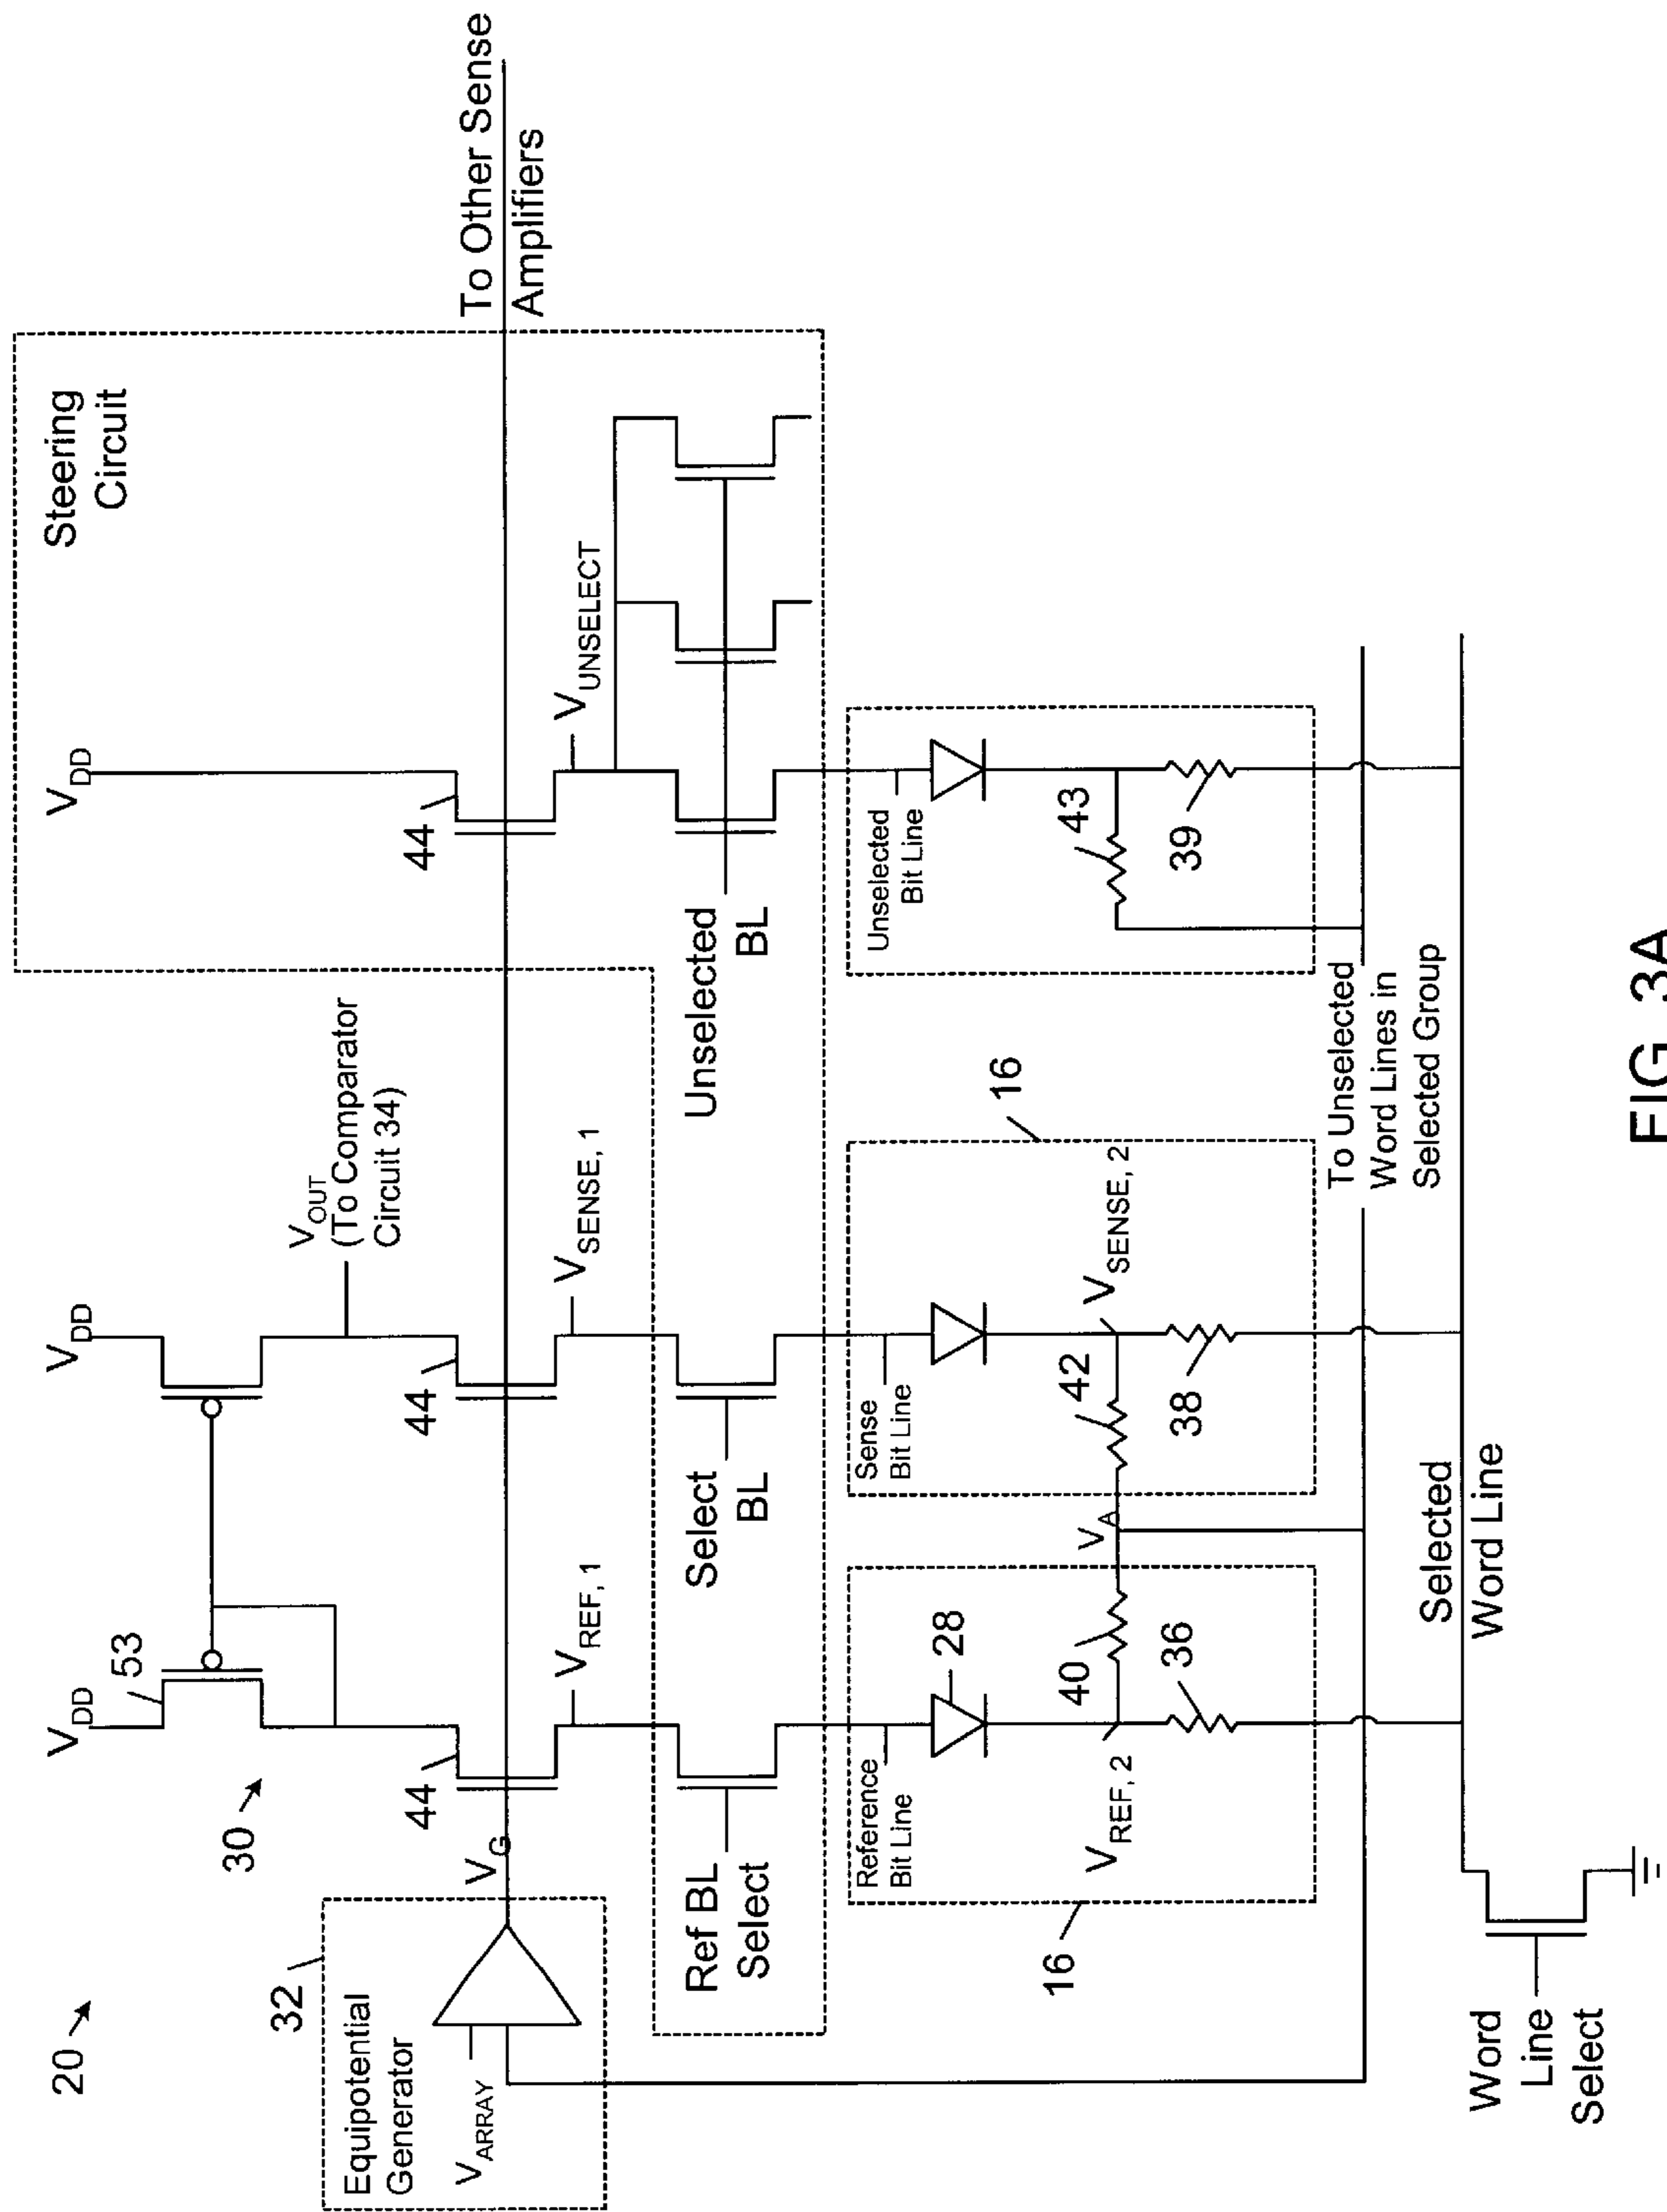 20
30
V_DD
53
V_DD
V_OUT
(To Comparator
Circuit 34)
V_DD
Steering
Circuit
32
Equipotential
Generator
V_ARRAY
V_G
44
44
44
To Other Sense
Amplifiers
V_REF, 1
V_SENSE, 1
V_UNSELECT
Ref BL
Select
Select
BL
Unselected
BL
Reference
Bit Line
28
Sense
Bit Line
16
Unselected
Bit Line
V_REF, 2
40
36
V_A
42
38
V_SENSE, 2
43
39
16
To Unselected
Word Lines in
Selected Group
Selected
Word Line
Word
Line
Select
FIG. 3A